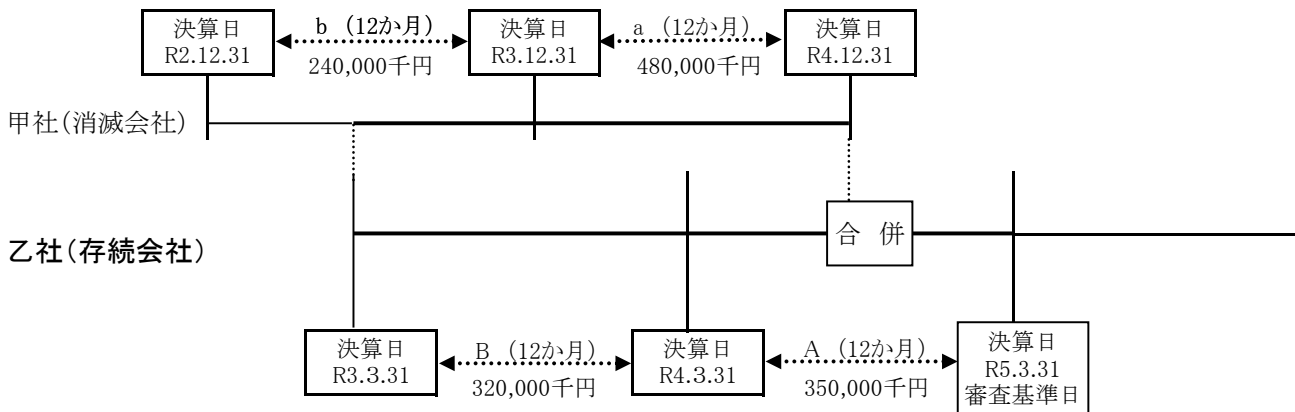 決算日
R2.12.31
b (12か月)
240,000千円
決算日
R3.12.31
a (12か月)
480,000千円
決算日
R4.12.31
甲社(消滅会社)
合 併
乙社(存続会社)
決算日
R3.3.31
B (12か月)
320,000千円
決算日
R4.3.31
A (12か月)
350,000千円
決算日
R5.3.31
審査基準日